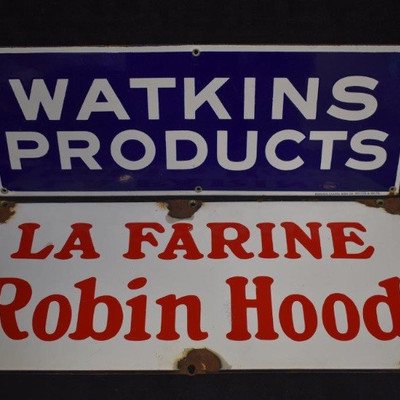 WATKINS
PRODUCTS
LA FARINE
Robin Hood